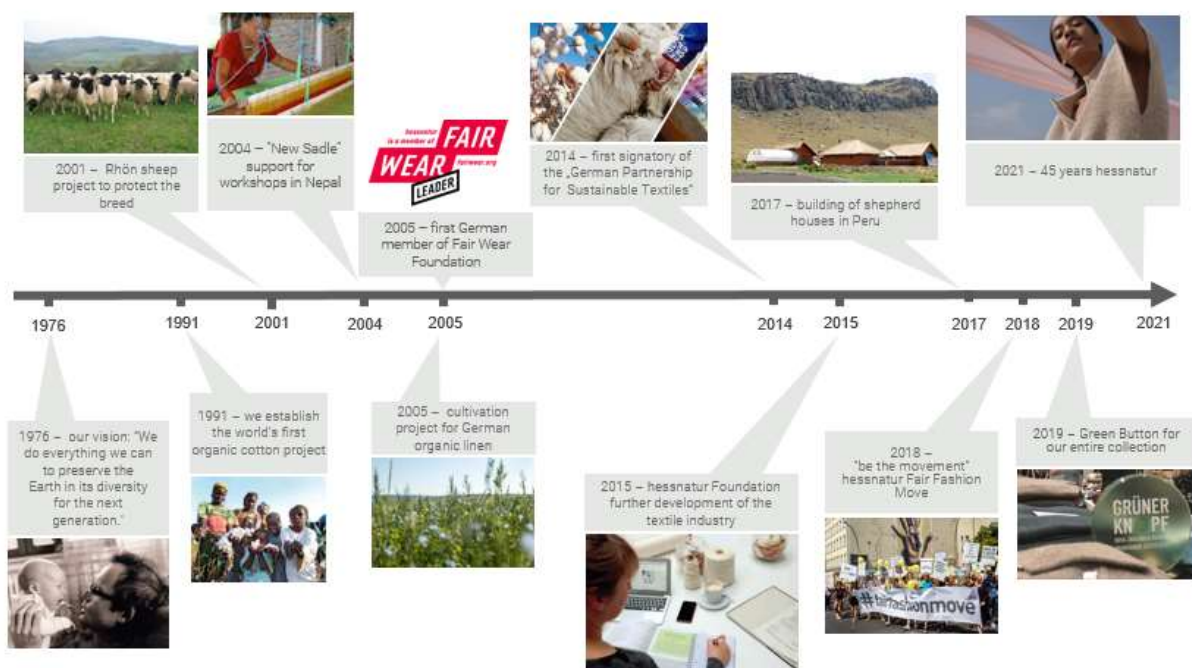 2001 – Rhön sheep
project to protect the
breed
2004 – "New Sadle"
support for
workshops in Nepal
hessnatur
is a member of
FAIR
WEAR
fairwear.org
LEADER
2005 – first German
member of Fair Wear
Foundation
2014 – first signatory of
the „German Partnership
for Sustainable Textiles"
2017 – building of shepherd
houses in Peru
2021 – 45 years hessnatur
1976
1991
2001
2004
2005
2014
2015
2017
2018
2019
2021
1976 – our vision: "We
do everything we can
to preserve the
Earth in its diversity
for the next
generation."
1991 – we establish
the world's first
organic cotton project
2005 – cultivation
project for German
organic linen
2015 – hessnatur Foundation
further development of the
textile industry
2018 –
"be the movement"
hessnatur Fair Fashion
Move
#fairfashionmove
2019 – Green Button for
our entire collection
GRÜNER
KN PF